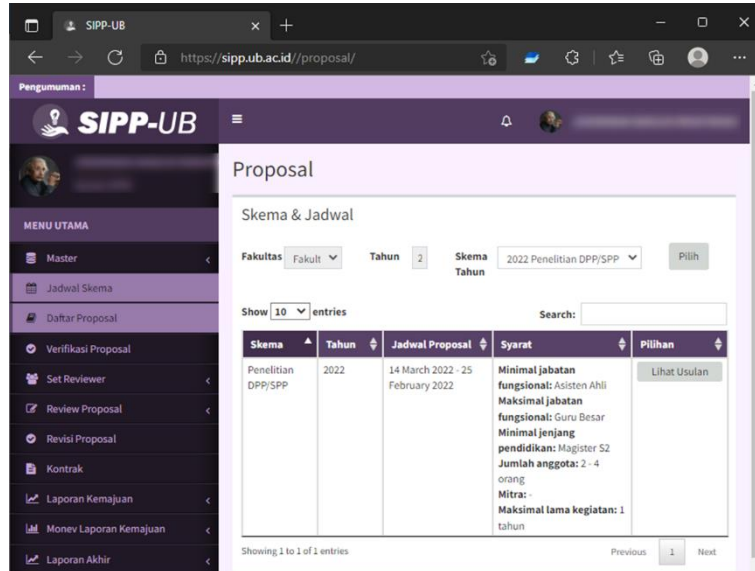 SIPP-UB
https://sipp.ub.ac.id//proposal/
Pengumuman :
SIPP-UB
Proposal
MENU UTAMA
Master
Jadwal Skema
Daftar Proposal
Verifikasi Proposal
Set Reviewer
Review Proposal
Revisi Proposal
Kontrak
Laporan Kemajuan
Monev Laporan Kemajuan
Laporan Akhir
Skema & Jadwal
Fakultas Fakult Tahun 2 Skema Tahun 2022 Penelitian DPP/SPP Pilih
Show 10 entries Search:
Skema Tahun Jadwal Proposal Syarat Pilihan
Penelitian
DPP/SPP
2022
14 March 2022 - 25
February 2022
Minimal jabatan
fungsional: Asisten Ahli
Maksimal jabatan
fungsional: Guru Besar
Minimal jenjang
pendidikan: Magister S2
Jumlah anggota: 2 - 4
orang
Mitra: -
Maksimal lama kegiatan: 1
tahun
Lihat Usulan
Showing 1 to 1 of 1 entries Previous 1 Next